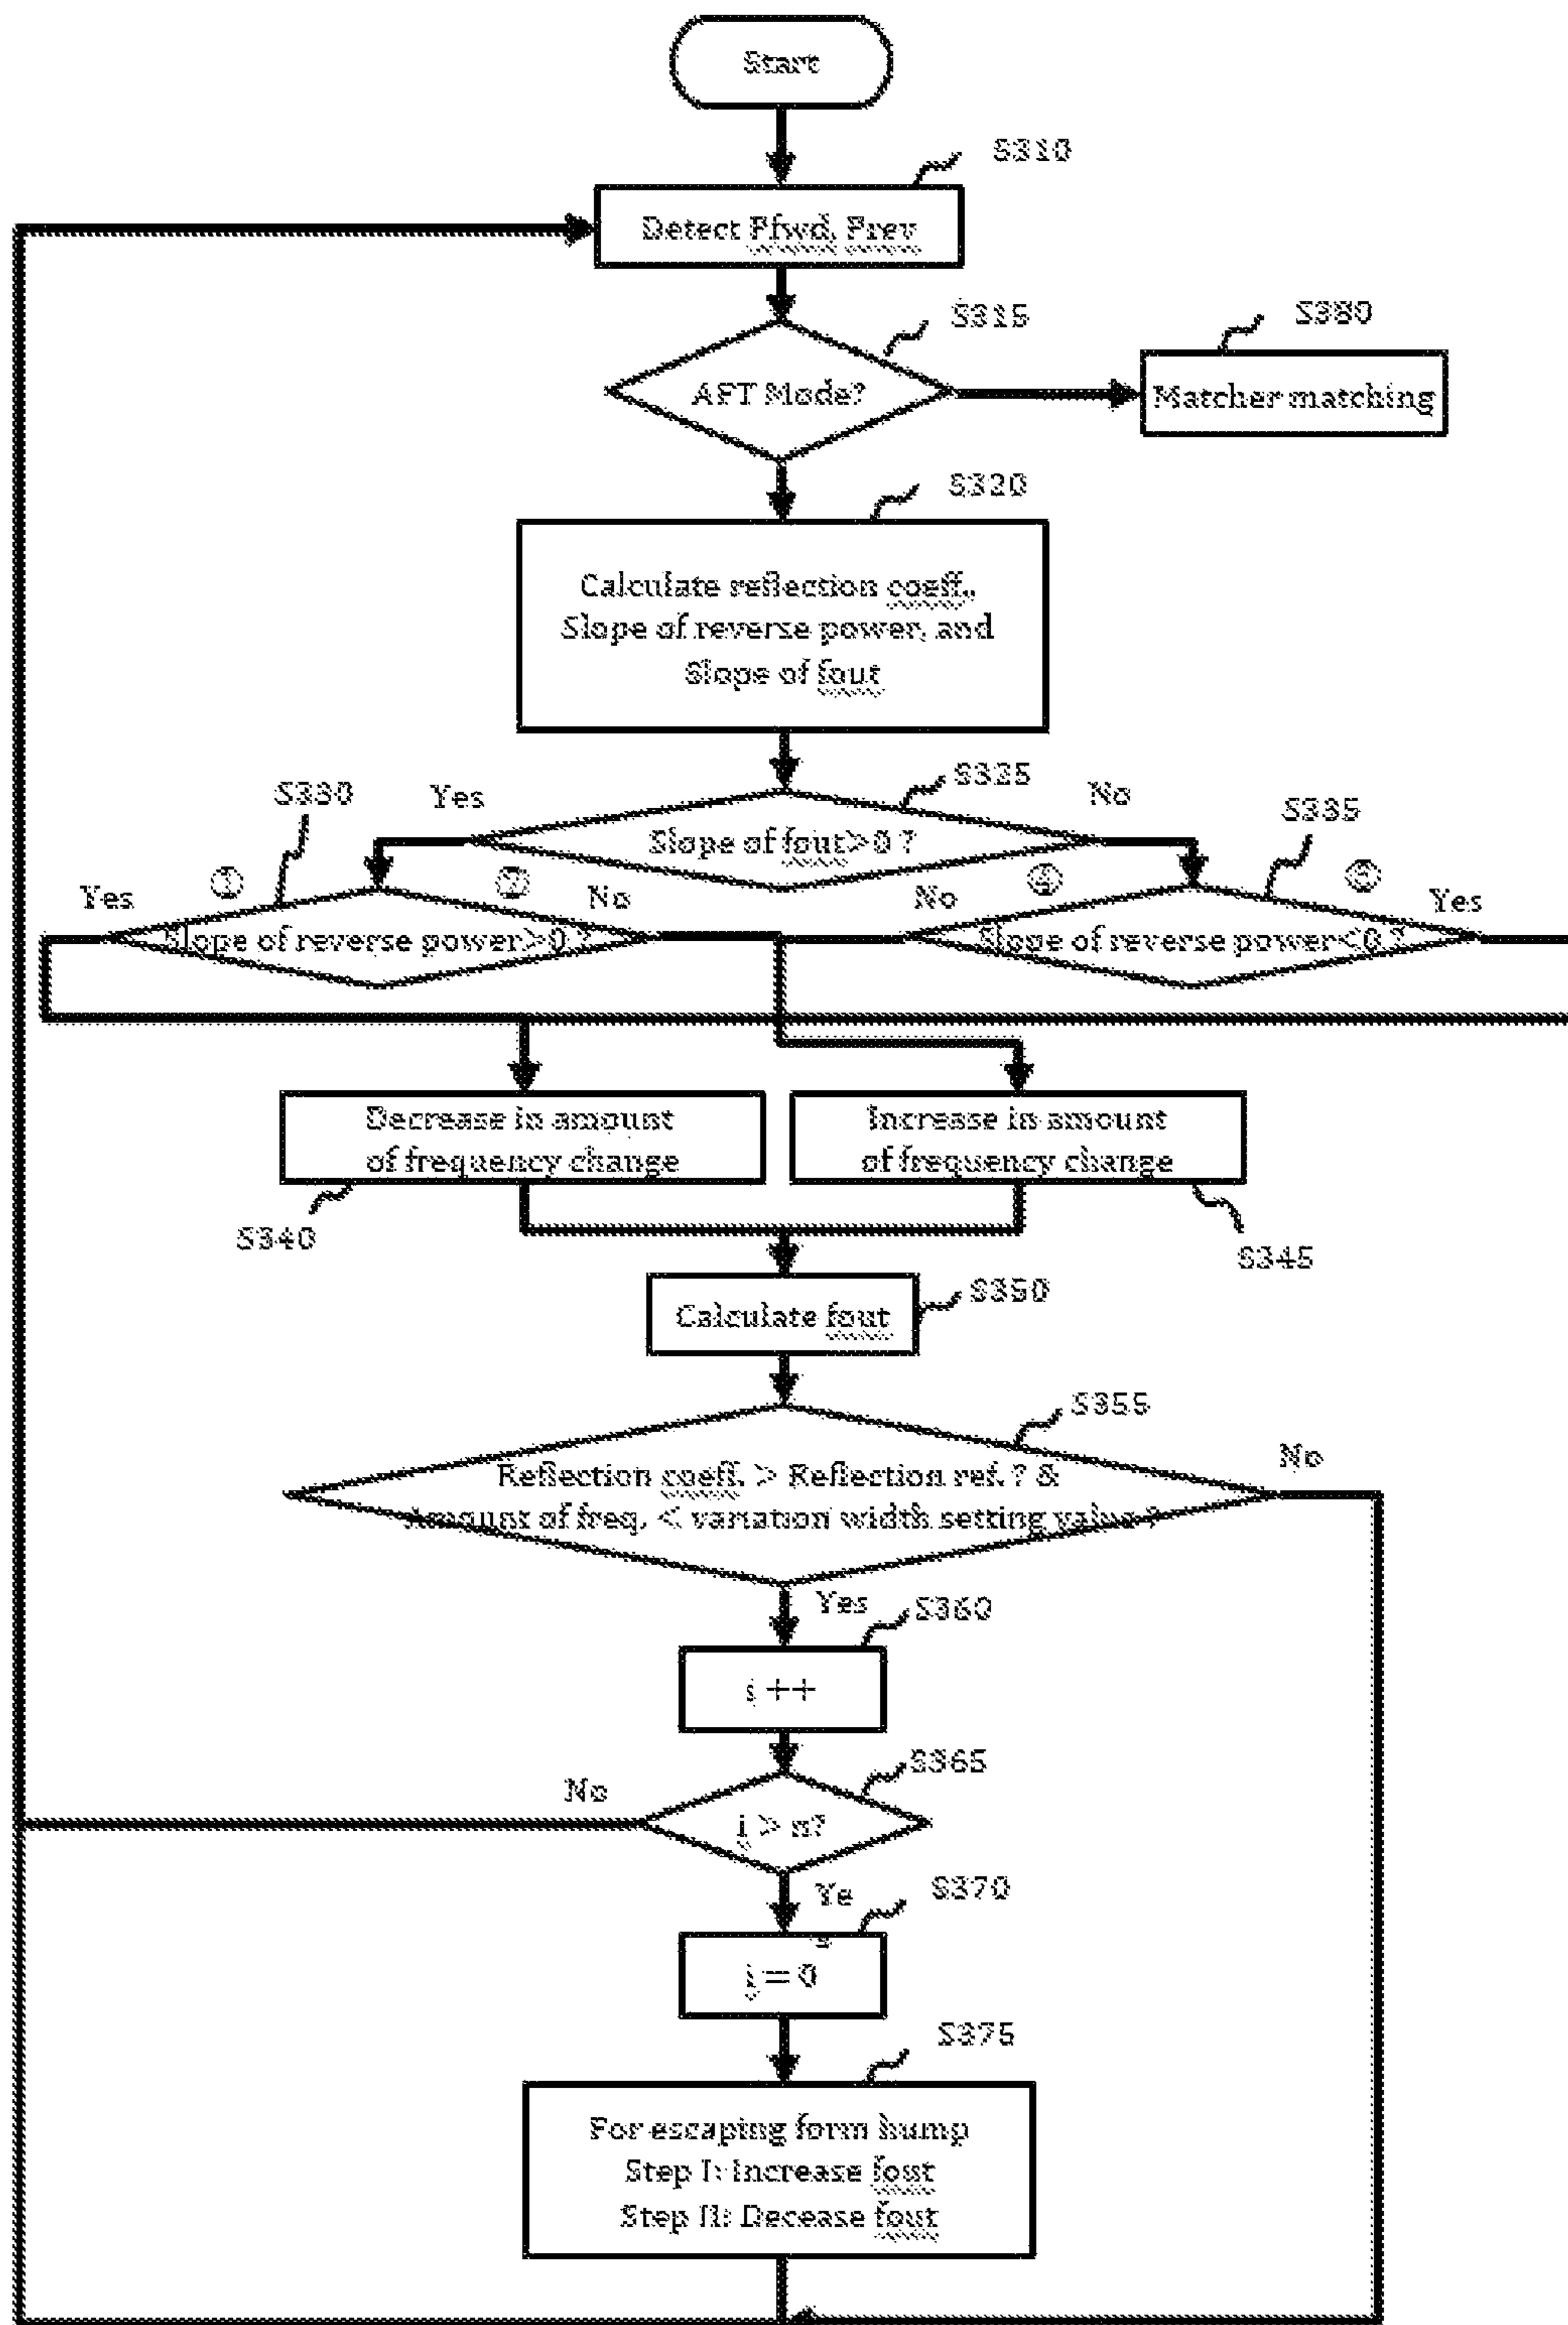 Start
S310
Detect Pfwd, Prev
S315
AFT Mode?
S380
Matcher matching
S320
Calculate reflection coeff.,
Slope of reverse power, and
Slope of fout
S325
Yes
Slope of fout>0 ?
No
S330
S335
Yes
①
②
No
No
④
Yes
Slope of reverse power>0 ?
Slope of reverse power<0 ?
Decrease in amount
of frequency change
Increase in amount
of frequency change
S340
S345
S350
Calculate fout
S355
No
Reflection coeff. > Reflection ref. ? &
Amount of freq. < variation width setting value ?
Yes
S360
i ++
S365
No
i > n?
Ye
s
S370
i = 0
S375
For escaping form hump
Step I: Increase fout
Step II: Decease fout